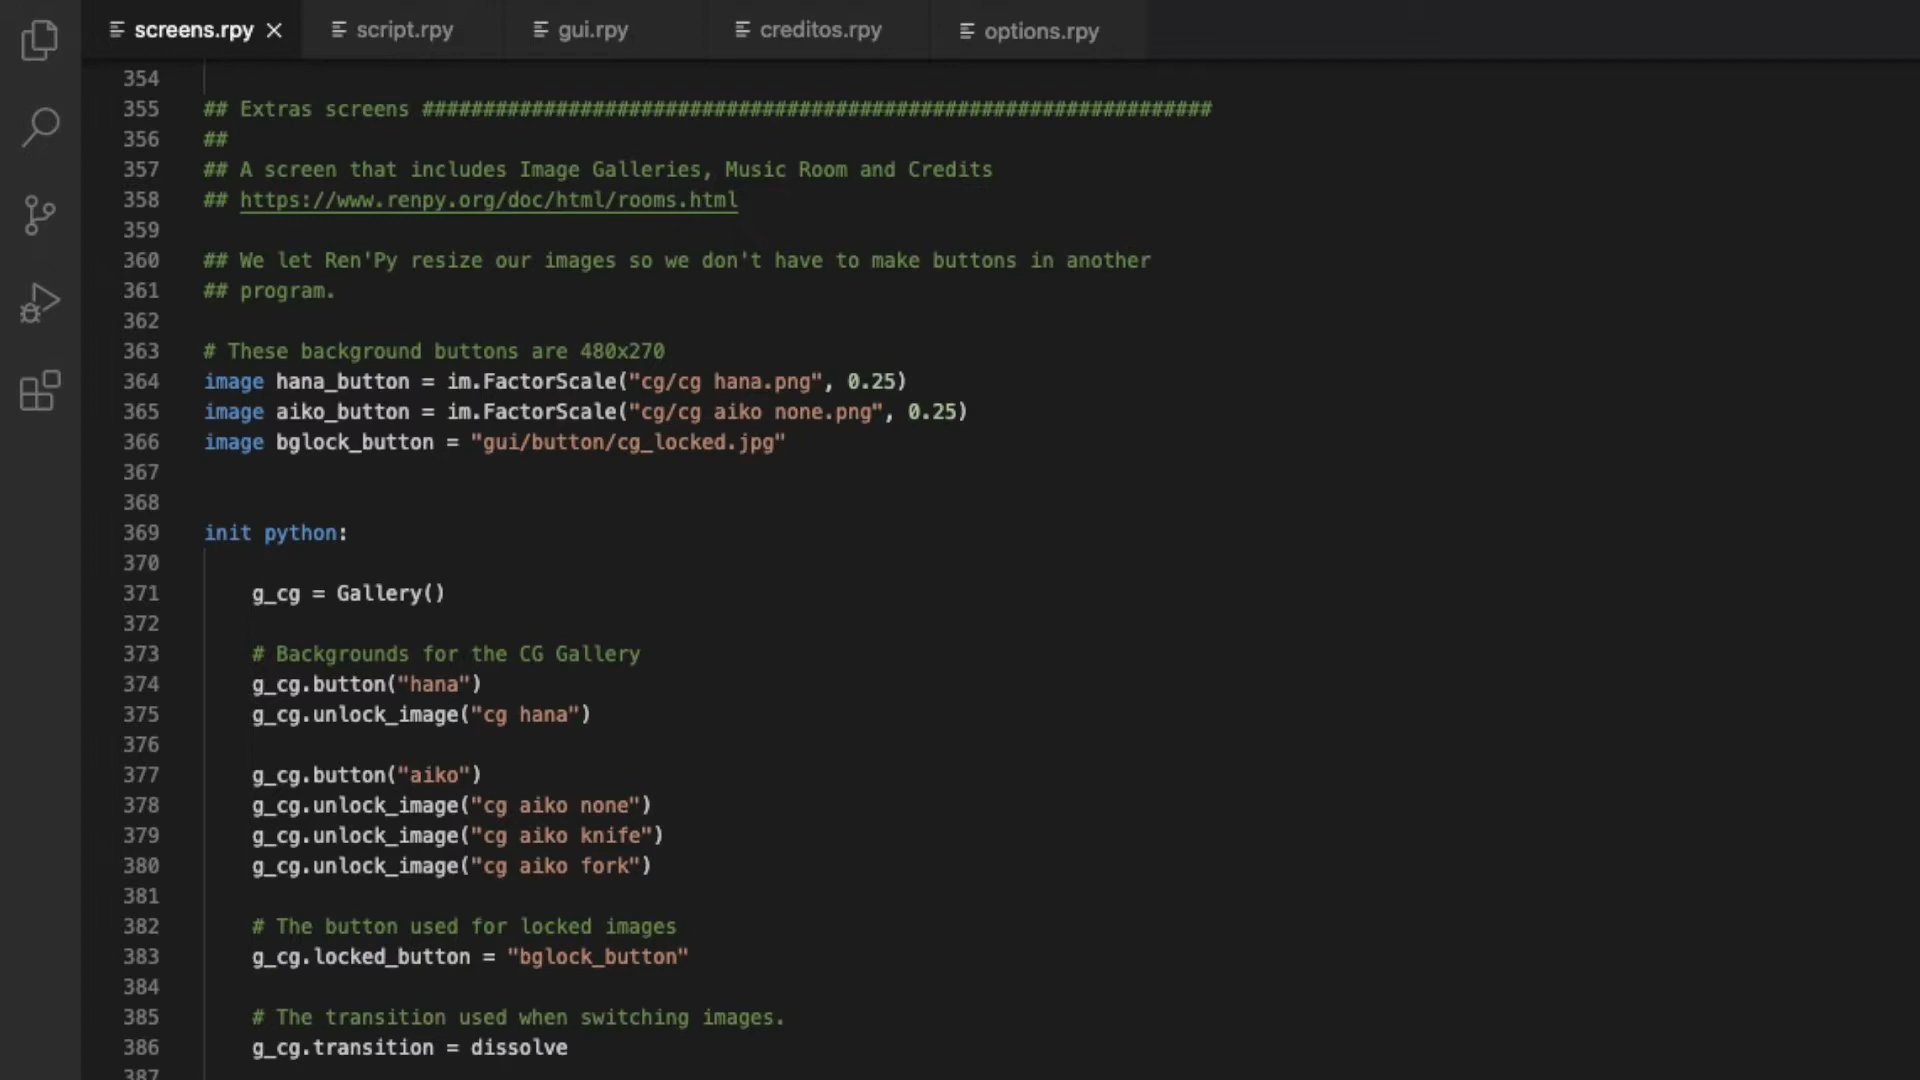 screens.rpy script.rpy gui.rpy creditos.rpy options.rpy
354
355 ## Extras screens #################################################################
356 ##
357 ## A screen that includes Image Galleries, Music Room and Credits
358 ## https://www.renpy.org/doc/html/rooms.html
359
360 ## We let Ren'Py resize our images so we don't have to make buttons in another
361 ## program.
362
363 # These background buttons are 480x270
364 image hana_button = im.FactorScale("cg/cg hana.png", 0.25)
365 image aiko_button = im.FactorScale("cg/cg aiko none.png", 0.25)
366 image bglock_button = "gui/button/cg_locked.jpg"
367
368
369 init python:
370
371 g_cg = Gallery()
372
373 # Backgrounds for the CG Gallery
374 g_cg.button("hana")
375 g_cg.unlock_image("cg hana")
376
377 g_cg.button("aiko")
378 g_cg.unlock_image("cg aiko none")
379 g_cg.unlock_image("cg aiko knife")
380 g_cg.unlock_image("cg aiko fork")
381
382 # The button used for locked images
383 g_cg.locked_button = "bglock_button"
384
385 # The transition used when switching images.
386 g_cg.transition = dissolve
387